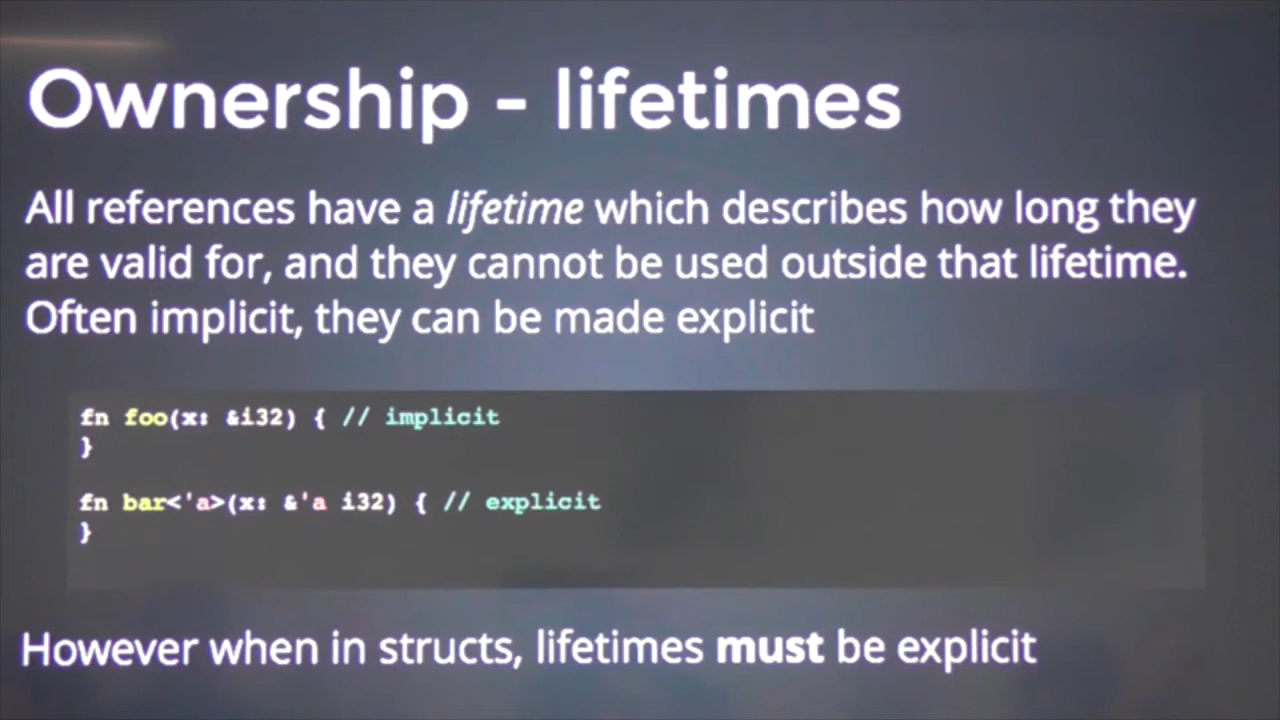 Ownership - lifetimes
All references have a lifetime which describes how long they
are valid for, and they cannot be used outside that lifetime.
Often implicit, they can be made explicit
fn foo(x: &i32) { // implicit
}
fn bar<'a>(x: &'a i32) { // explicit
}
However when in structs, lifetimes must be explicit